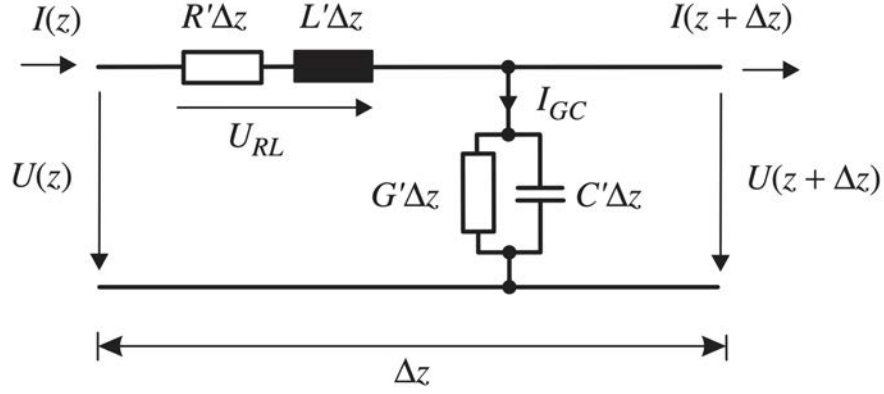 I(z)
R′Δz
L′Δz
I(z + Δz)
U_RL
I_GC
U(z)
G′Δz
C′Δz
U(z + Δz)
Δz